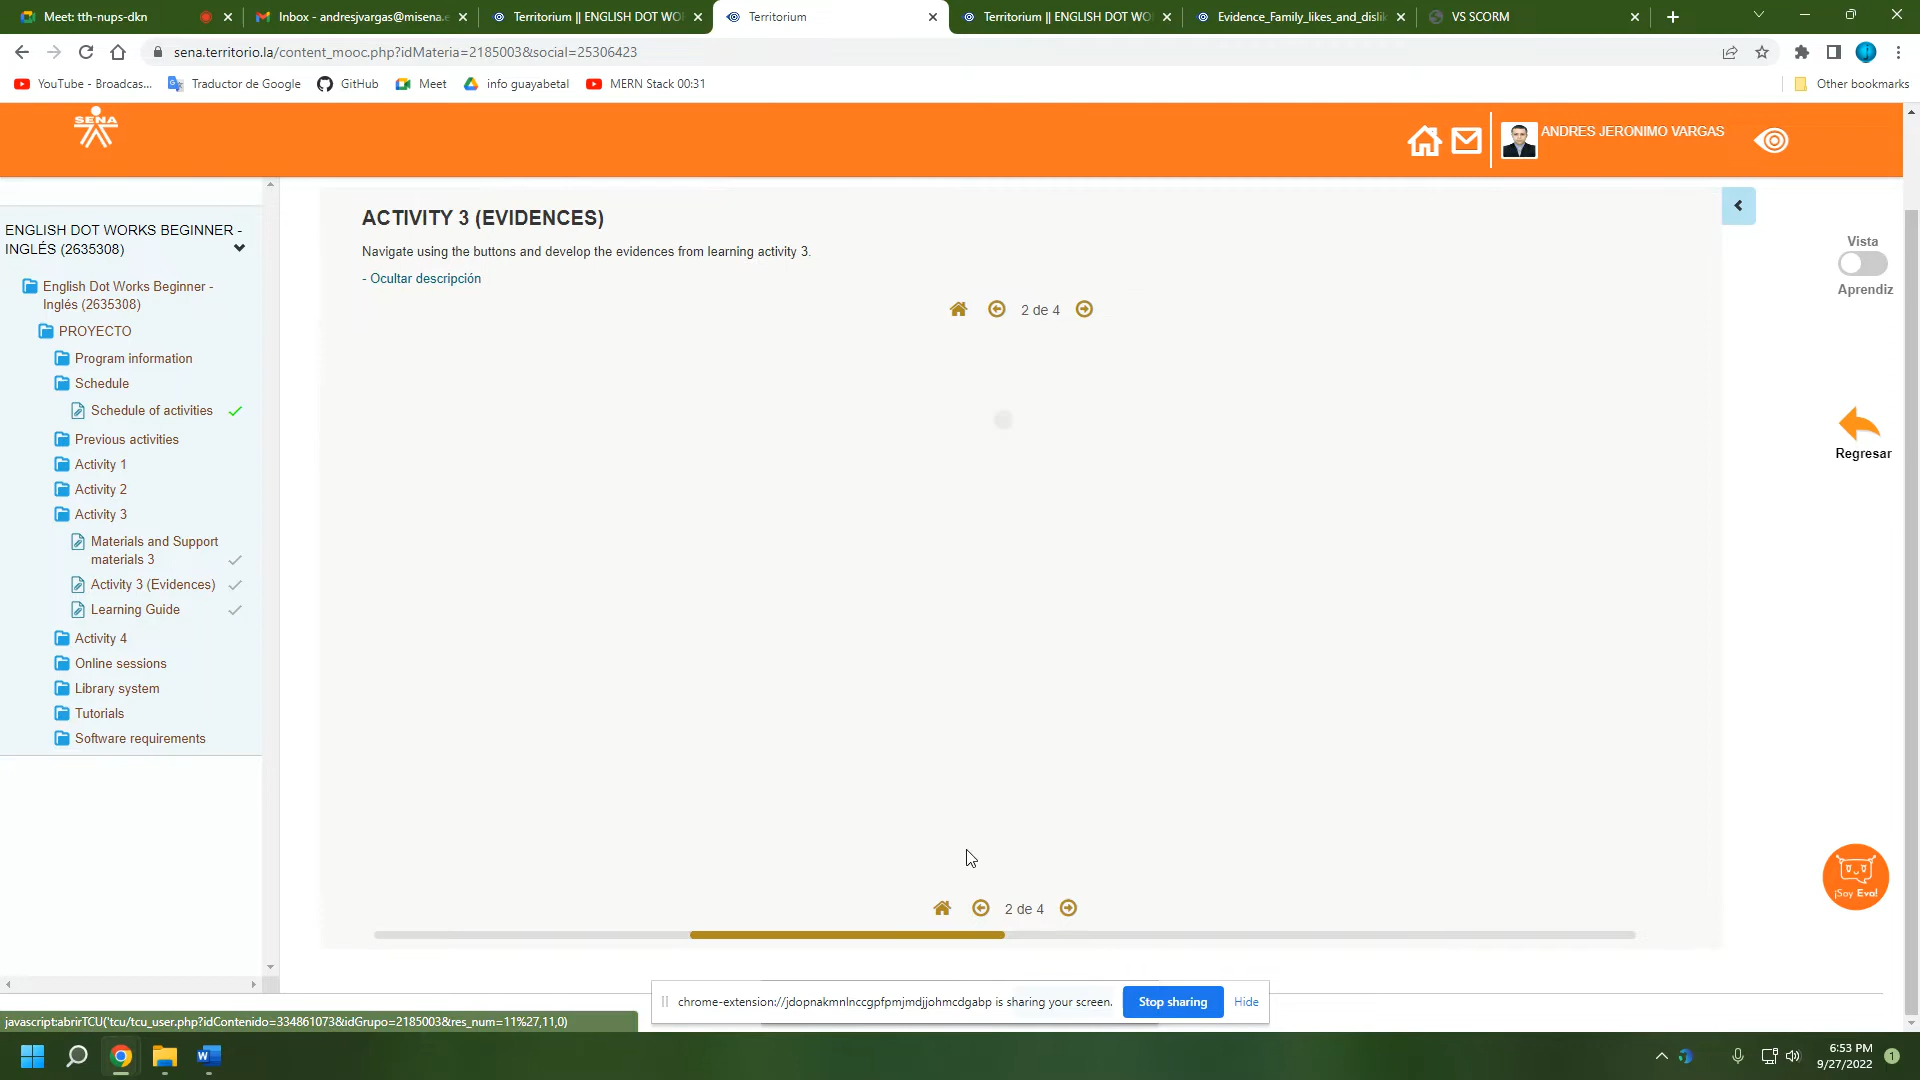 Meet: tth-nups-dkn
Inbox - andresjvargas@misena.e
Territorium || ENGLISH DOT WO
Territorium
Territorium || ENGLISH DOT WO
Evidence_Family_likes_and_dislik
VS SCORM
sena.territorio.la/content_mooc.php?idMateria=2185003&social=25306423
YouTube - Broadcas...
Traductor de Google
GitHub
Meet
info guayabetal
MERN Stack 00:31
Other bookmarks
SENA
ANDRES JERONIMO VARGAS
ENGLISH DOT WORKS BEGINNER -
INGLÉS (2635308)
English Dot Works Beginner -
Inglés (2635308)
PROYECTO
Program information
Schedule
Schedule of activities
Previous activities
Activity 1
Activity 2
Activity 3
Materials and Support
materials 3
Activity 3 (Evidences)
Learning Guide
Activity 4
Online sessions
Library system
Tutorials
Software requirements
ACTIVITY 3 (EVIDENCES)
Navigate using the buttons and develop the evidences from learning activity 3.
- Ocultar descripción
2 de 4
Vista
Aprendiz
Regresar
¡Soy Eva!
2 de 4
chrome-extension://jdopnakmnlnccgpfpmjmdjjohmcdgabp is sharing your screen.
Stop sharing
Hide
javascript:abrirTCU('tcu/tcu_user.php?idContenido=334861073&idGrupo=2185003&res_num=11%27,11,0)
6:53 PM
9/27/2022
1